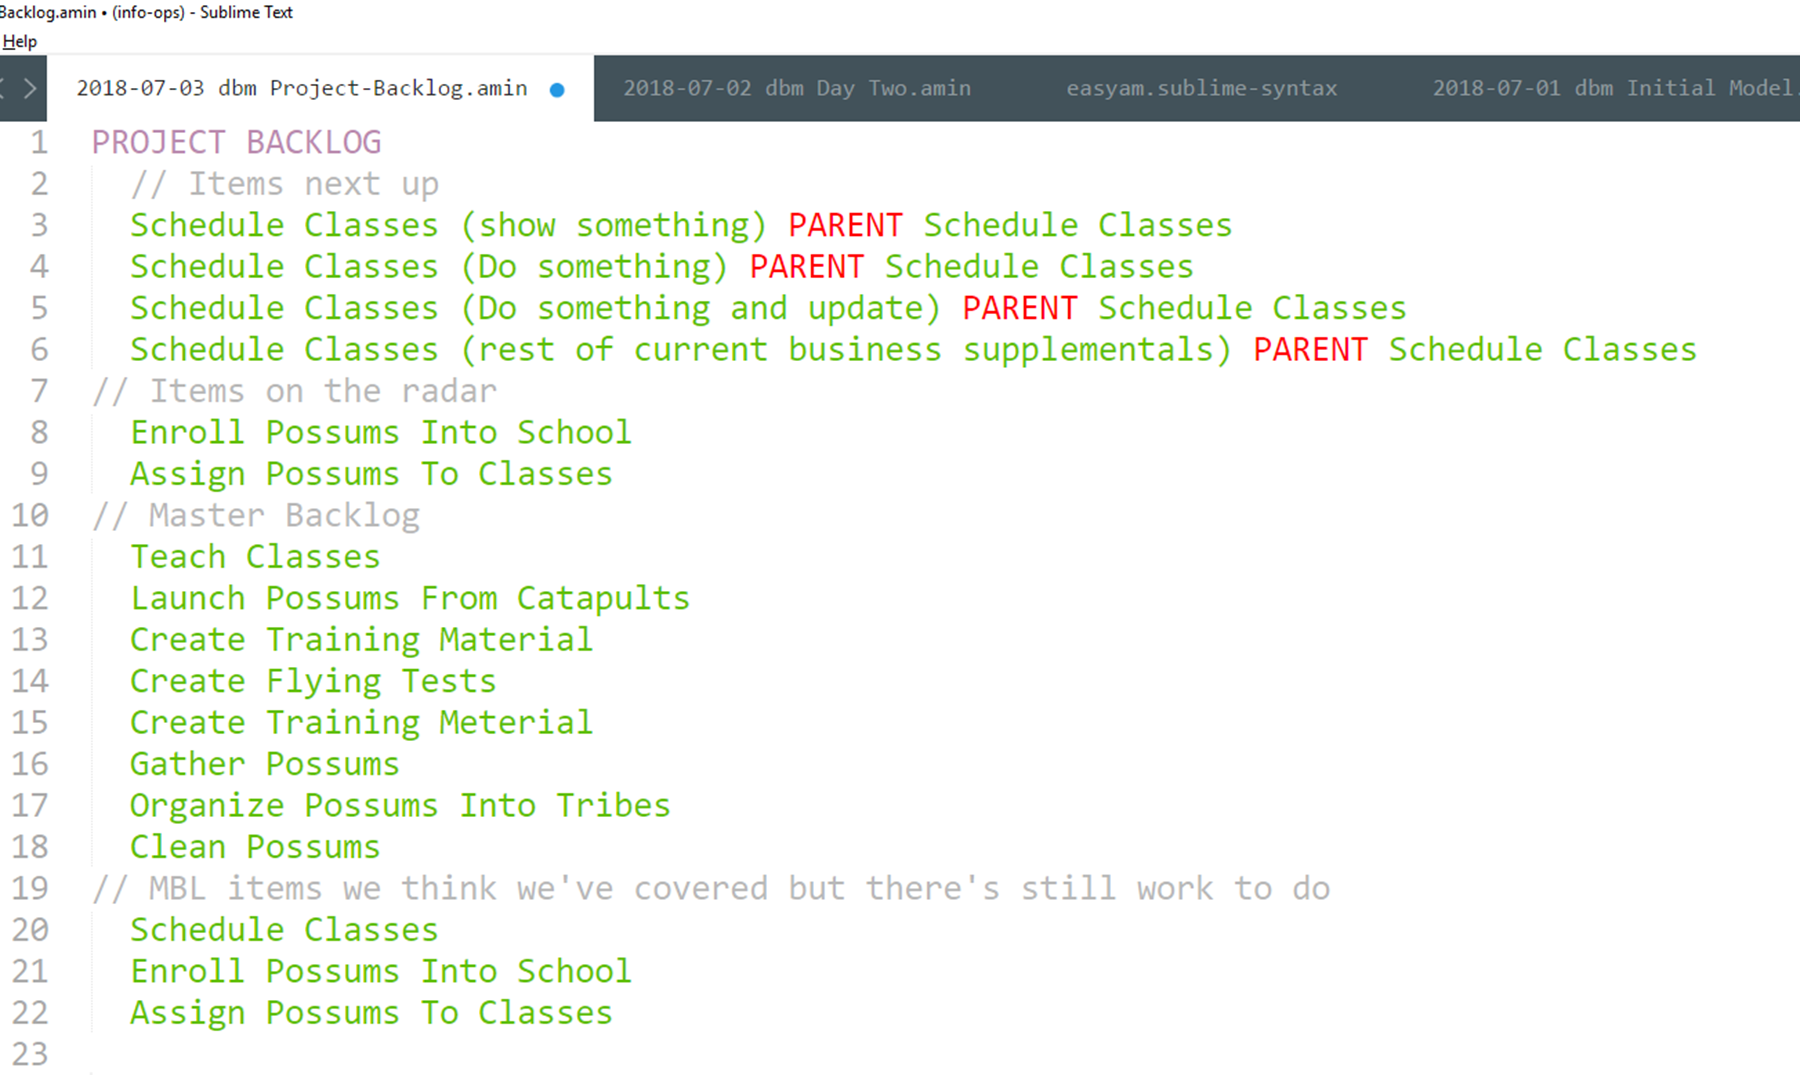 Backlog.amin • (info-ops) - Sublime Text
Help
2018-07-03 dbm Project-Backlog.amin 2018-07-02 dbm Day Two.amin easyam.sublime-syntax 2018-07-01 dbm Initial Model.
1 PROJECT BACKLOG
2 // Items next up
3 Schedule Classes (show something) PARENT Schedule Classes
4 Schedule Classes (Do something) PARENT Schedule Classes
5 Schedule Classes (Do something and update) PARENT Schedule Classes
6 Schedule Classes (rest of current business supplementals) PARENT Schedule Classes
7 // Items on the radar
8 Enroll Possums Into School
9 Assign Possums To Classes
10 // Master Backlog
11 Teach Classes
12 Launch Possums From Catapults
13 Create Training Material
14 Create Flying Tests
15 Create Training Meterial
16 Gather Possums
17 Organize Possums Into Tribes
18 Clean Possums
19 // MBL items we think we've covered but there's still work to do
20 Schedule Classes
21 Enroll Possums Into School
22 Assign Possums To Classes
23